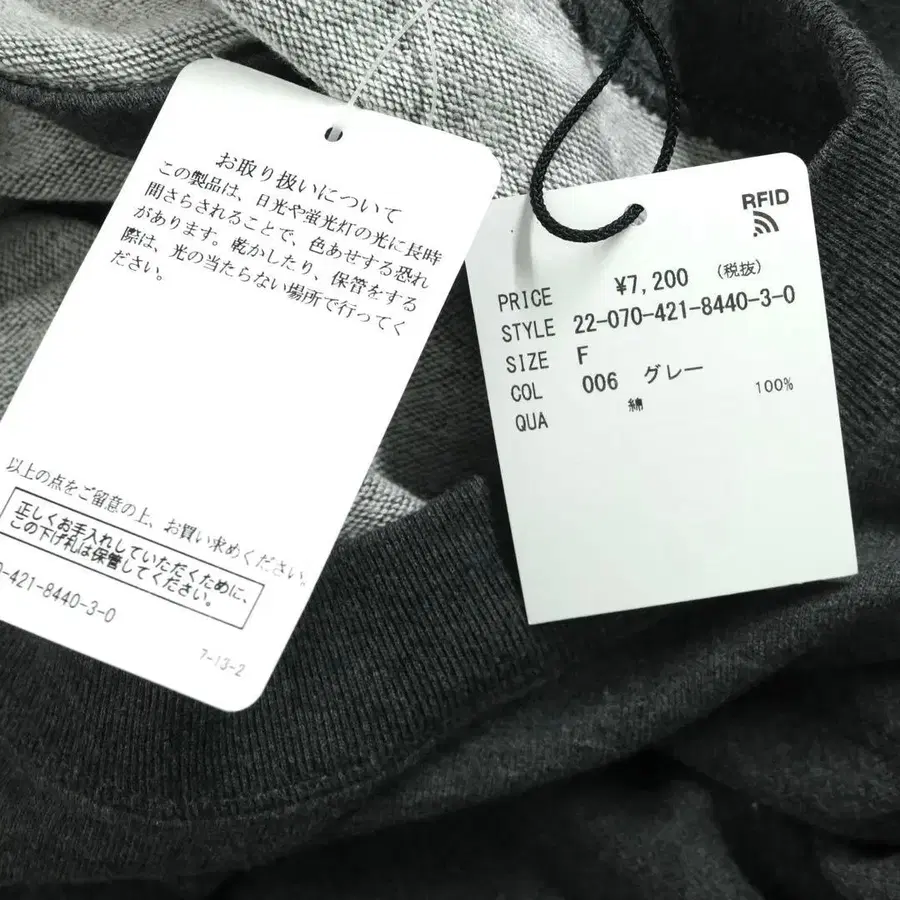 お取り扱いについて
この製品は、日光や蛍光灯の光に長時
間さらされることで、色あせする恐れ
があります。乾かしたり、保管をする
際は、光の当たらない場所で行ってく
ださい。
以上の点をご留意の上、お買い求めください。
正しくお手入れしていただくために、
この下げ札は保管してください。
0-421-8440-3-0
7-13-2
RFID
PRICE ¥7,200 (税抜)
STYLE 22-070-421-8440-3-0
SIZE F
COL 006 グレー
QUA 綿 100%